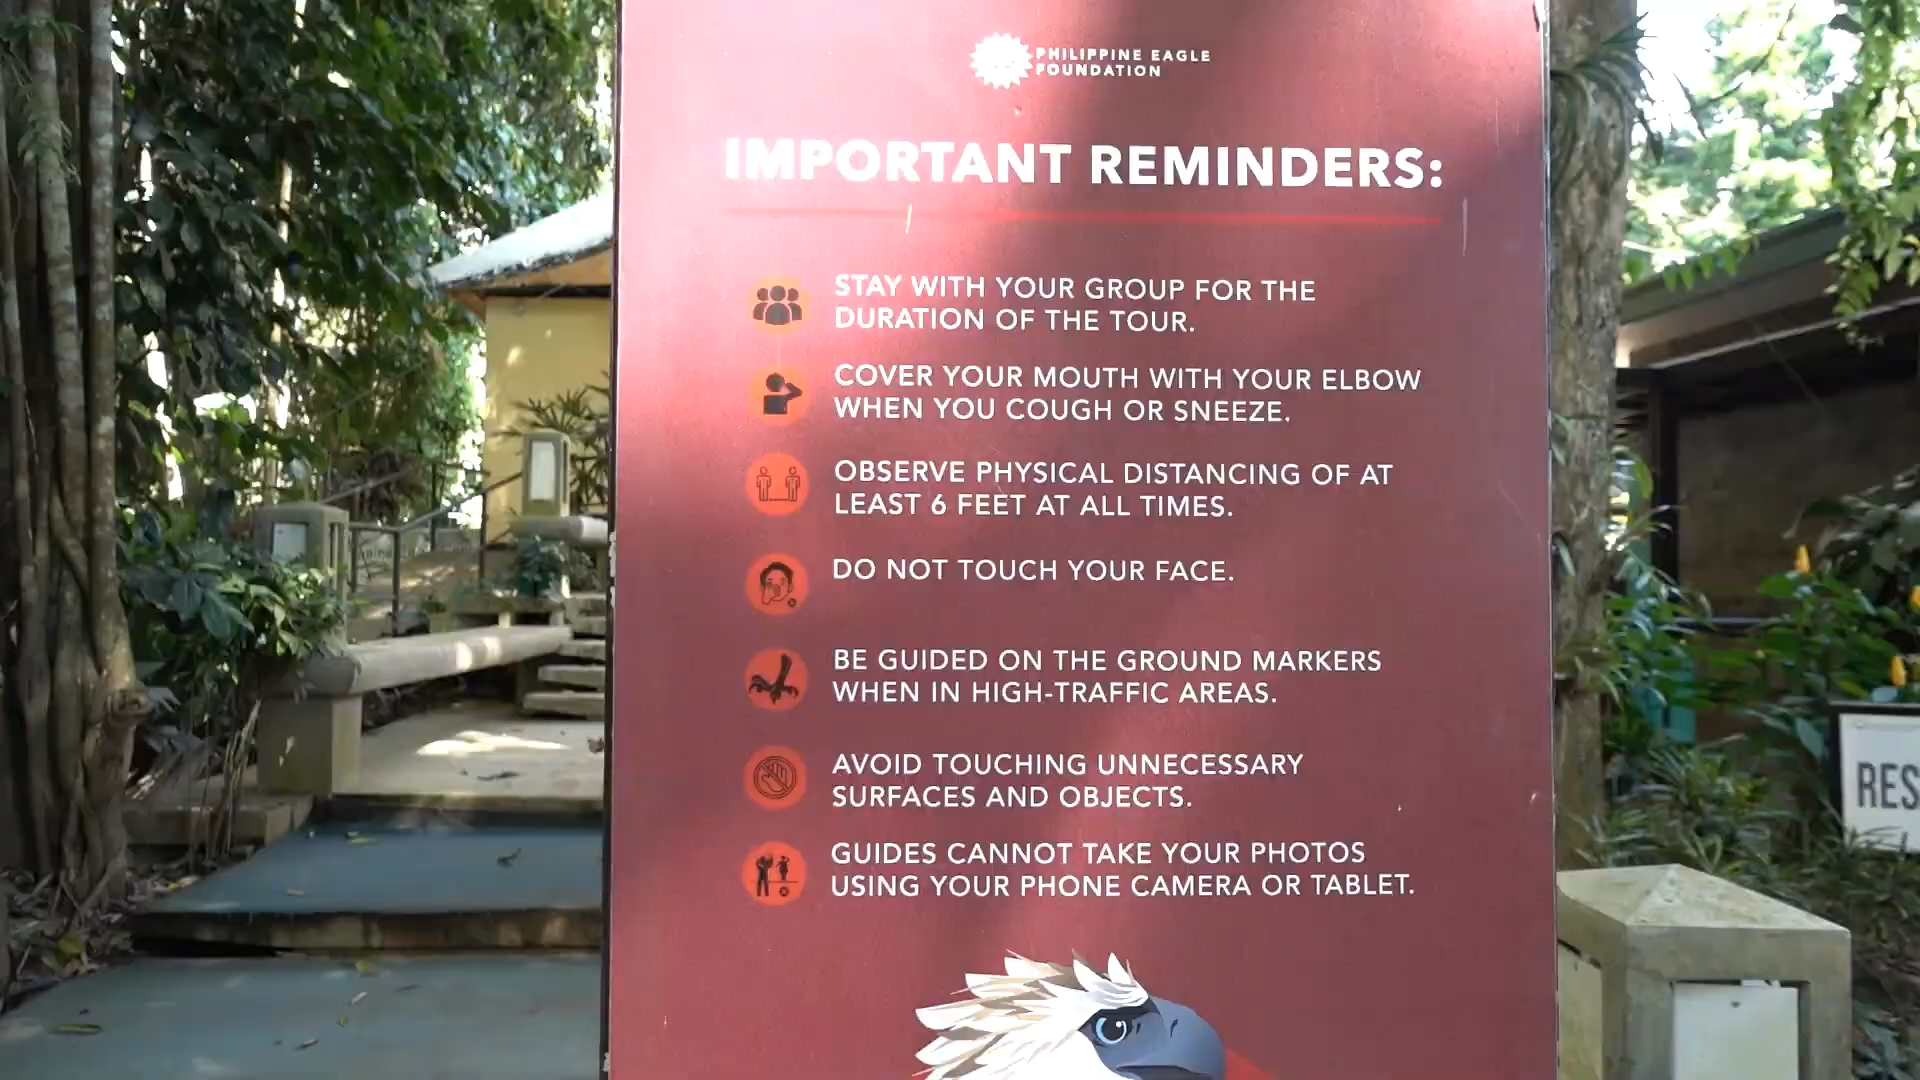 PHILIPPINE EAGLE
FOUNDATION
IMPORTANT REMINDERS:
STAY WITH YOUR GROUP FOR THE
DURATION OF THE TOUR.
COVER YOUR MOUTH WITH YOUR ELBOW
WHEN YOU COUGH OR SNEEZE.
OBSERVE PHYSICAL DISTANCING OF AT
LEAST 6 FEET AT ALL TIMES.
DO NOT TOUCH YOUR FACE.
BE GUIDED ON THE GROUND MARKERS
WHEN IN HIGH-TRAFFIC AREAS.
AVOID TOUCHING UNNECESSARY
SURFACES AND OBJECTS.
GUIDES CANNOT TAKE YOUR PHOTOS
USING YOUR PHONE CAMERA OR TABLET.
RES